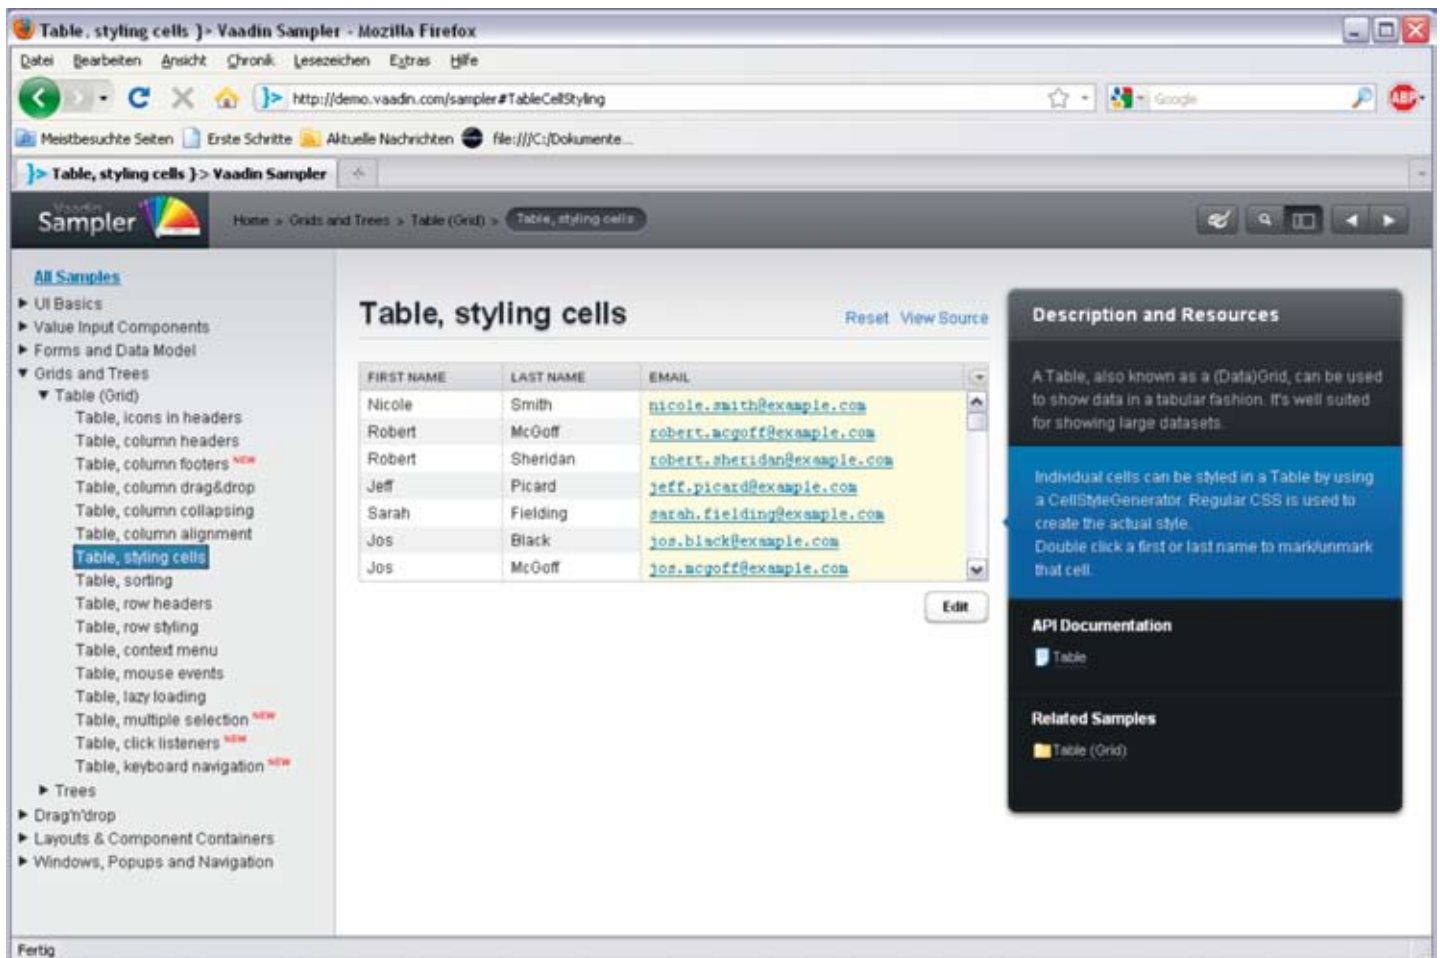 Table, styling cells }> Vaadin Sampler - Mozilla Firefox
Datei Bearbeiten Ansicht Chronik Lesezeichen Extras Hilfe
}> http://demo.vaadin.com/sampler#TableCellStyling
Google
ABP
Meistbesuchte Seiten Erste Schritte Aktuelle Nachrichten file:///C:/Dokumente...
}> Table, styling cells }> Vaadin Sampler
Vaadin
Sampler
Home > Grids and Trees > Table (Grid) > Table, styling cells
All Samples
UI Basics
Value Input Components
Forms and Data Model
Grids and Trees
Table (Grid)
Table, icons in headers
Table, column headers
Table, column footers NEW
Table, column drag&drop
Table, column collapsing
Table, column alignment
Table, styling cells
Table, sorting
Table, row headers
Table, row styling
Table, context menu
Table, mouse events
Table, lazy loading
Table, multiple selection NEW
Table, click listeners NEW
Table, keyboard navigation NEW
Trees
Drag'n'drop
Layouts & Component Containers
Windows, Popups and Navigation
Table, styling cells
Reset View Source
FIRST NAME LAST NAME EMAIL
Nicole Smith nicole.smith@example.com
Robert McGoff robert.mcgoff@example.com
Robert Sheridan robert.sheridan@example.com
Jeff Picard jeff.picard@example.com
Sarah Fielding sarah.fielding@example.com
Jos Black jos.black@example.com
Jos McGoff jos.mcgoff@example.com
Edit
Description and Resources
A Table, also known as a (Data)Grid, can be used
to show data in a tabular fashion. It's well suited
for showing large datasets.
Individual cells can be styled in a Table by using
a CellStyleGenerator. Regular CSS is used to
create the actual style.
Double click a first or last name to mark/unmark
that cell.
API Documentation
Table
Related Samples
Table (Grid)
Fertig